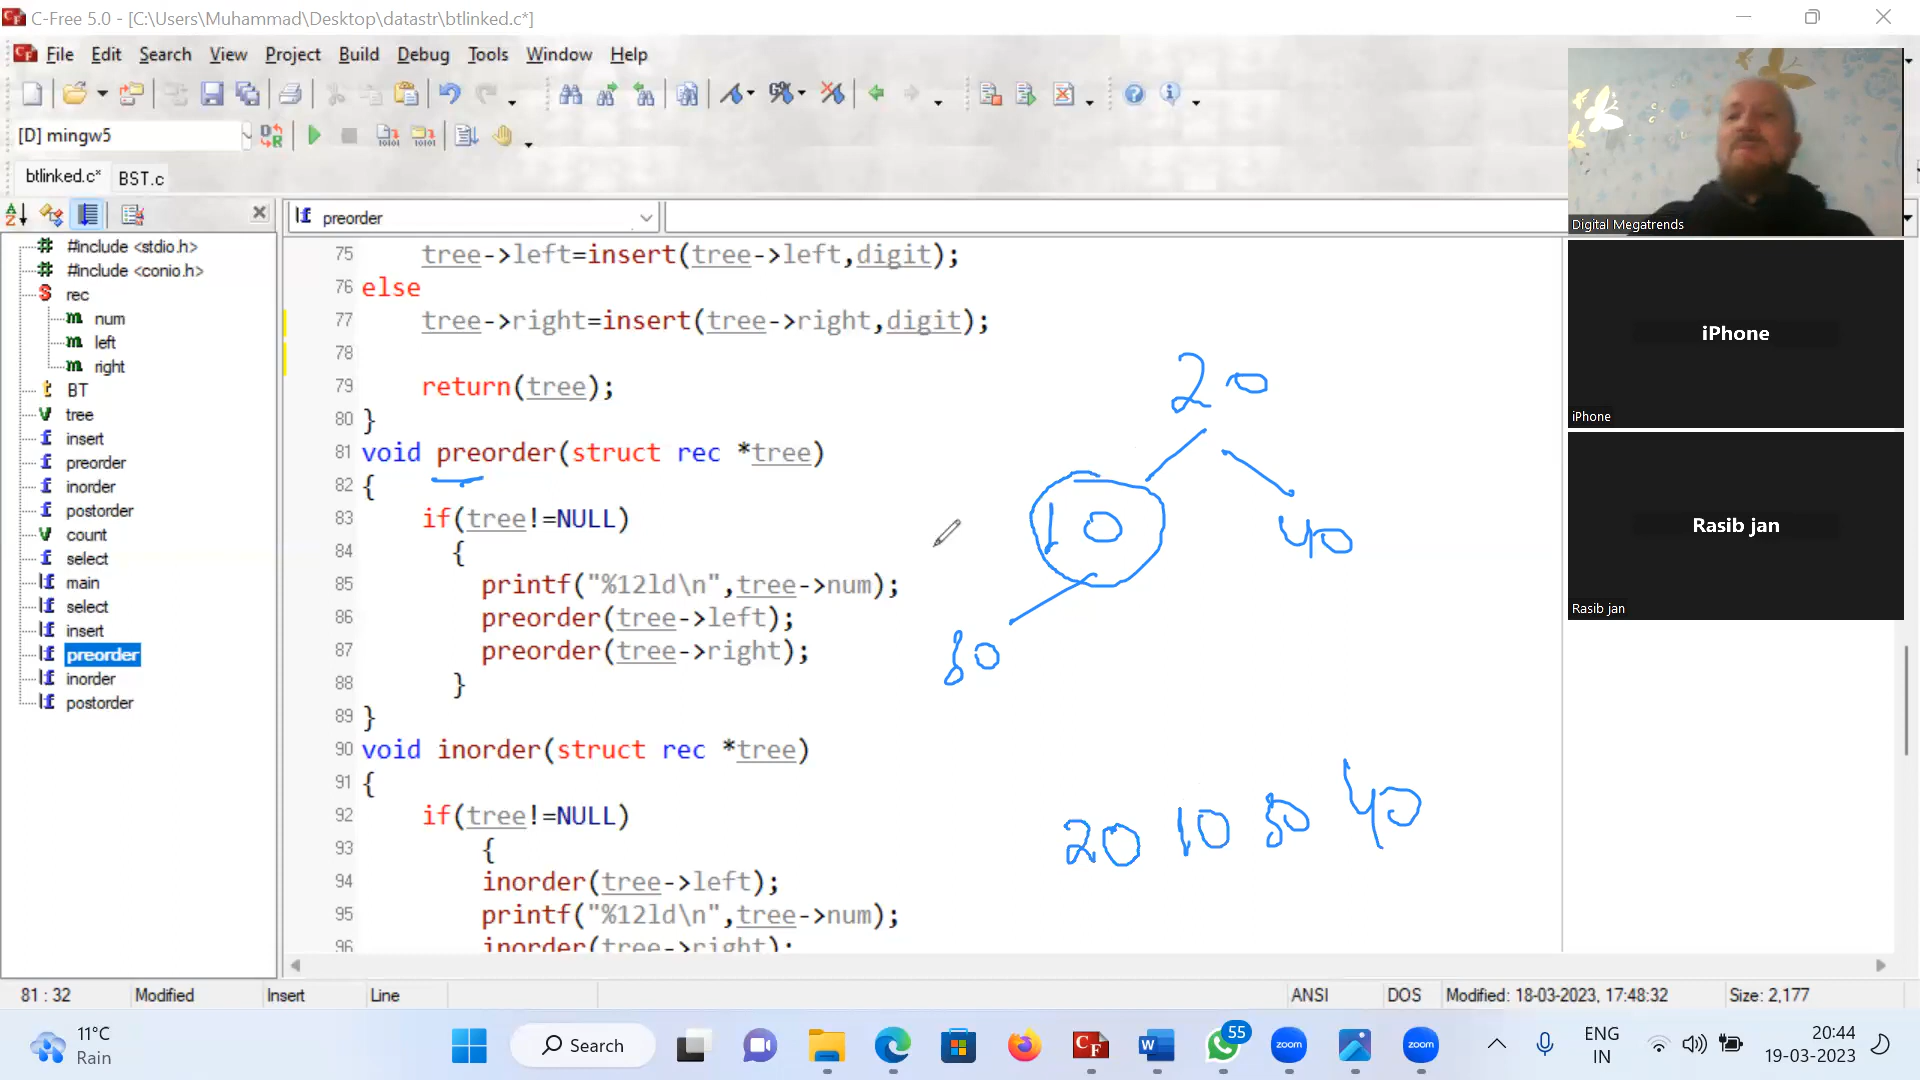 C-Free 5.0 - [C:\Users\Muhammad\Desktop\datastr\btlinked.c*]
File Edit Search View Project Build Debug Tools Window Help
[D] mingw5
btlinked.c* BST.c
preorder
#include <stdio.h>
#include <conio.h>
rec
num
left
right
BT
tree
insert
preorder
inorder
postorder
count
select
main
select
insert
preorder
inorder
postorder
75 tree->left=insert(tree->left,digit);
76 else
77 tree->right=insert(tree->right,digit);
78
79 return(tree);
80 }
81 void preorder(struct rec *tree)
82 {
83 if(tree!=NULL)
84 {
85 printf("%12ld\n",tree->num);
86 preorder(tree->left);
87 preorder(tree->right);
88 }
89 }
90 void inorder(struct rec *tree)
91 {
92 if(tree!=NULL)
93 {
94 inorder(tree->left);
95 printf("%12ld\n",tree->num);
96 inorder(tree->right);
20
10 40
80
20 10 80 40
Digital Megatrends
iPhone
iPhone
Rasib jan
Rasib jan
81 : 32 Modified Insert Line ANSI DOS Modified: 18-03-2023, 17:48:32 Size: 2,177
11°C
Rain
Search
55
zoom
zoom
ENG
IN
20:44
19-03-2023